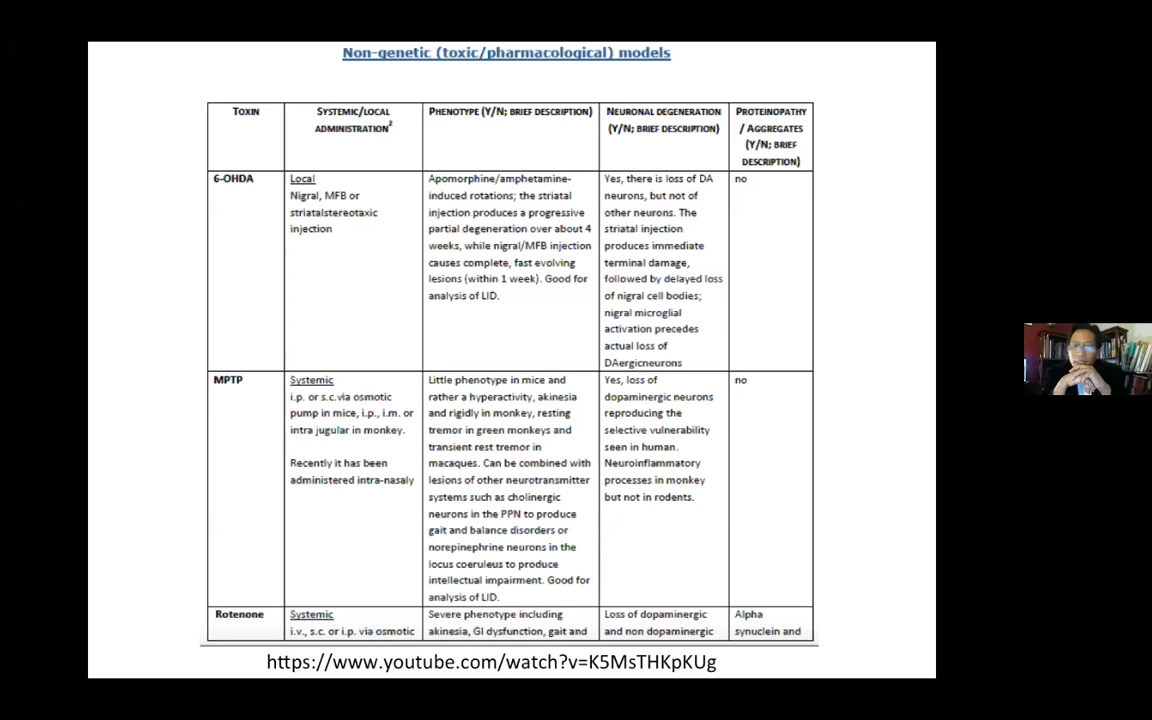 Non-genetic (toxic/pharmacological) models
TOXIN
SYSTEMIC/LOCAL
ADMINISTRATION2
PHENOTYPE (Y/N; BRIEF DESCRIPTION)
NEURONAL DEGENERATION
(Y/N; BRIEF DESCRIPTION)
PROTEINOPATHY
/ AGGREGATES
(Y/N; BRIEF
DESCRIPTION)
6-OHDA
Local
Nigral, MFB or
striatalstereotaxic
injection
Apomorphine/amphetamine-
induced rotations; the striatal
injection produces a progressive
partial degeneration over about 4
weeks, while nigral/MFB injection
causes complete, fast evolving
lesions (within 1 week). Good for
analysis of LID.
Yes, there is loss of DA
neurons, but not of
other neurons. The
striatal injection
produces immediate
terminal damage,
followed by delayed loss
of nigral cell bodies;
nigral microglial
activation precedes
actual loss of
DAergicneurons
no
MPTP
Systemic
i.p. or s.c.via osmotic
pump in mice, i.p., i.m. or
intra jugular in monkey.
Recently it has been
administered intra-nasaly
Little phenotype in mice and
rather a hyperactivity, akinesia
and rigidly in monkey, resting
tremor in green monkeys and
transient rest tremor in
macaques. Can be combined with
lesions of other neurotransmitter
systems such as cholinergic
neurons in the PPN to produce
gait and balance disorders or
norepinephrine neurons in the
locus coeruleus to produce
intellectual impairment. Good for
analysis of LID.
Yes, loss of
dopaminergic neurons
reproducing the
selective vulnerability
seen in human.
Neuroinflammatory
processes in monkey
but not in rodents.
no
Rotenone
Systemic
i.v., s.c. or i.p. via osmotic
Severe phenotype including
akinesia, GI dysfunction, gait and
Loss of dopaminergic
and non dopaminergic
Alpha
synuclein and
https://www.youtube.com/watch?v=K5MsTHKpKUg